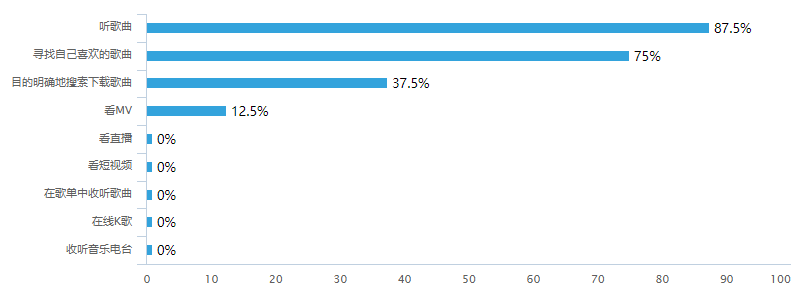 听歌曲 87.5%
寻找自己喜欢的歌曲 75%
目的明确地搜索下载歌曲 37.5%
看MV 12.5%
看直播 0%
看短视频 0%
在歌单中收听歌曲 0%
在线K歌 0%
收听音乐电台 0%
0 10 20 30 40 50 60 70 80 90 100